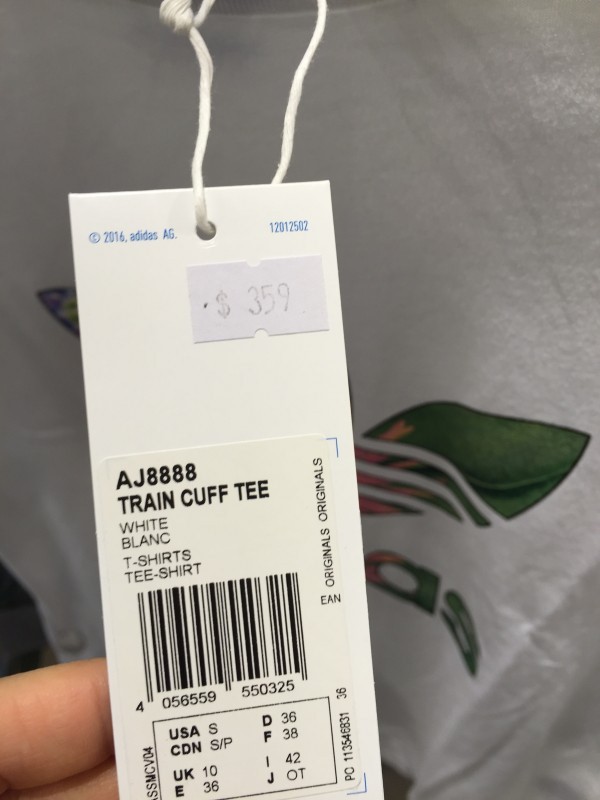 © 2016, adidas AG.
12012502
$ 359
AJ8888
TRAIN CUFF TEE
WHITE
BLANC
T-SHIRTS
TEE-SHIRT
ORIGINALS ORIGINALS
EAN
4 056559 550325
USA S D 36
CDN S/P F 38
UK 10 I 42
E 36 J OT
PC 113546831 36